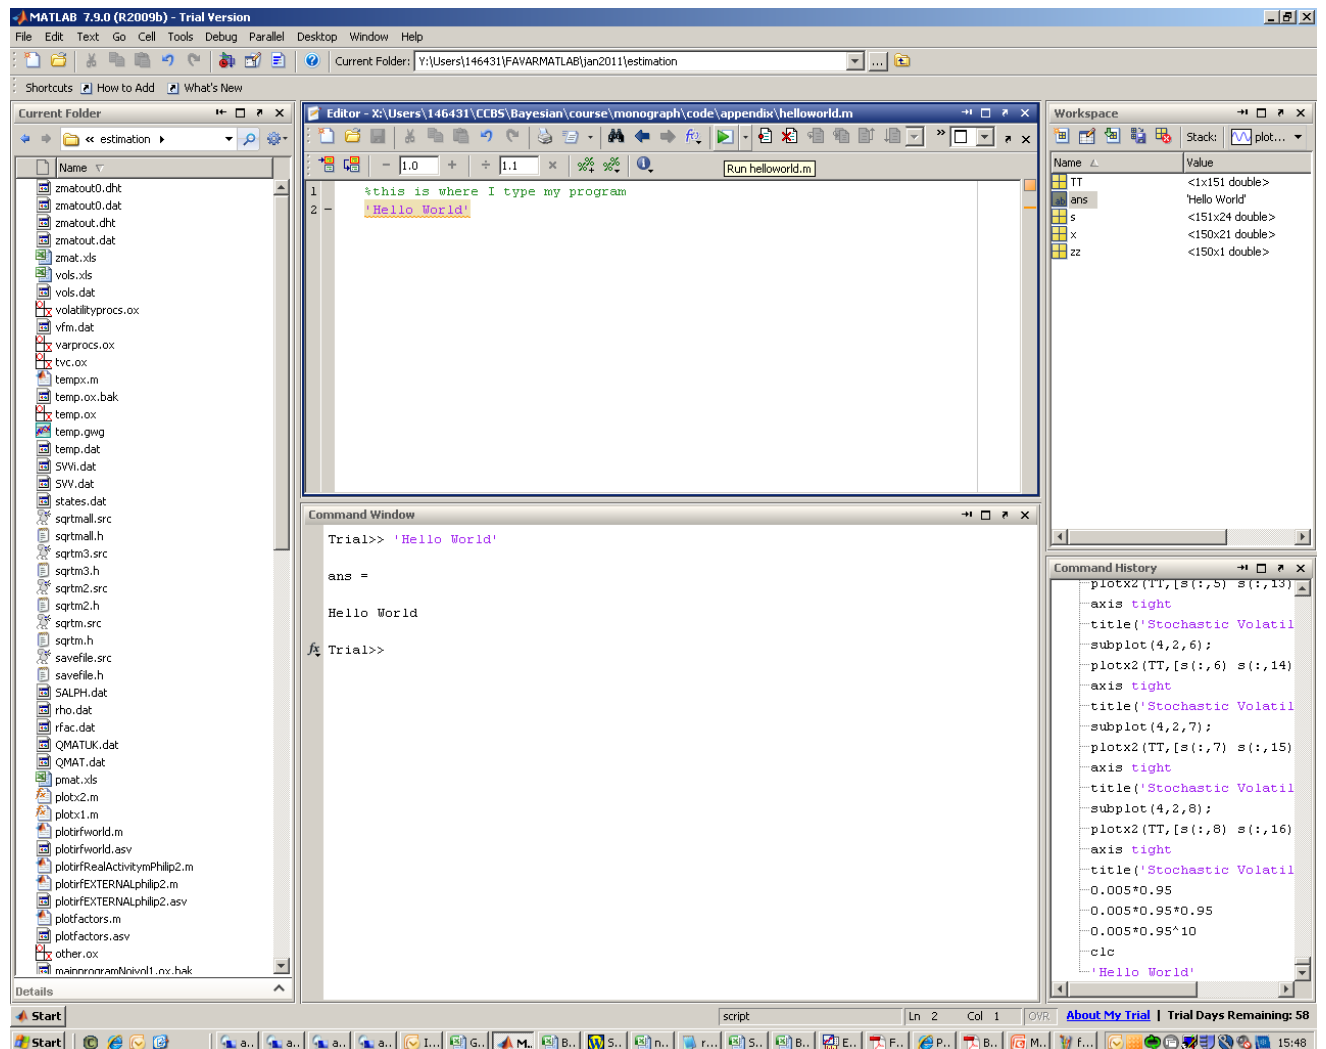 MATLAB 7.9.0 (R2009b) - Trial Version
File Edit Text Go Cell Tools Debug Parallel Desktop Window Help
Current Folder: Y:\Users\146431\FAVARMATLAB\jan2011\estimation
Shortcuts How to Add What's New
Current Folder
« estimation
Name
zmatout0.dht
zmatout0.dat
zmatout.dht
zmatout.dat
zmat.xls
vols.xls
vols.dat
volatilityprocs.ox
vfm.dat
varprocs.ox
tvc.ox
tempx.m
temp.ox.bak
temp.ox
temp.gwg
temp.dat
SVVi.dat
SVV.dat
states.dat
sqrtmall.src
sqrtmall.h
sqrtm3.src
sqrtm3.h
sqrtm2.src
sqrtm2.h
sqrtm.src
sqrtm.h
savefile.src
savefile.h
SALPH.dat
rho.dat
rfac.dat
QMATUK.dat
QMAT.dat
pmat.xls
plotx2.m
plotx1.m
plotirfworld.m
plotirfworld.asv
plotirfRealActivitymPhilip2.m
plotirfEXTERNALphilip2.m
plotirfEXTERNALphilip2.asv
plotfactors.m
plotfactors.asv
other.ox
mainprogramNoivol1.ox.bak
Details
Editor - X:\Users\146431\CCBS\Bayesian\course\monograph\code\appendix\helloworld.m
- 1.0 + ÷ 1.1 ×
Run helloworld.m
1 %this is where I type my program
2 - 'Hello World'
Command Window
Trial>> 'Hello World'
ans =
Hello World
fx Trial>>
Workspace
Stack: plot...
Name Value
TT <1x151 double>
ab ans 'Hello World'
s <151x24 double>
x <150x21 double>
zz <150x1 double>
Command History
plotx2(TT,[s(:,5) s(:,13)
axis tight
title('Stochastic Volatil
subplot(4,2,6);
plotx2(TT,[s(:,6) s(:,14)
axis tight
title('Stochastic Volatil
subplot(4,2,7);
plotx2(TT,[s(:,7) s(:,15)
axis tight
title('Stochastic Volatil
subplot(4,2,8);
plotx2(TT,[s(:,8) s(:,16)
axis tight
title('Stochastic Volatil
0.005*0.95
0.005*0.95*0.95
0.005*0.95^10
clc
'Hello World'
Start
script Ln 2 Col 1 OVR About My Trial | Trial Days Remaining: 58
Start a.. a.. a.. a.. I... G.. M.. B.. S.. n.. r... S.. B.. E.. F.. P.. B.. M.. f... 15:48